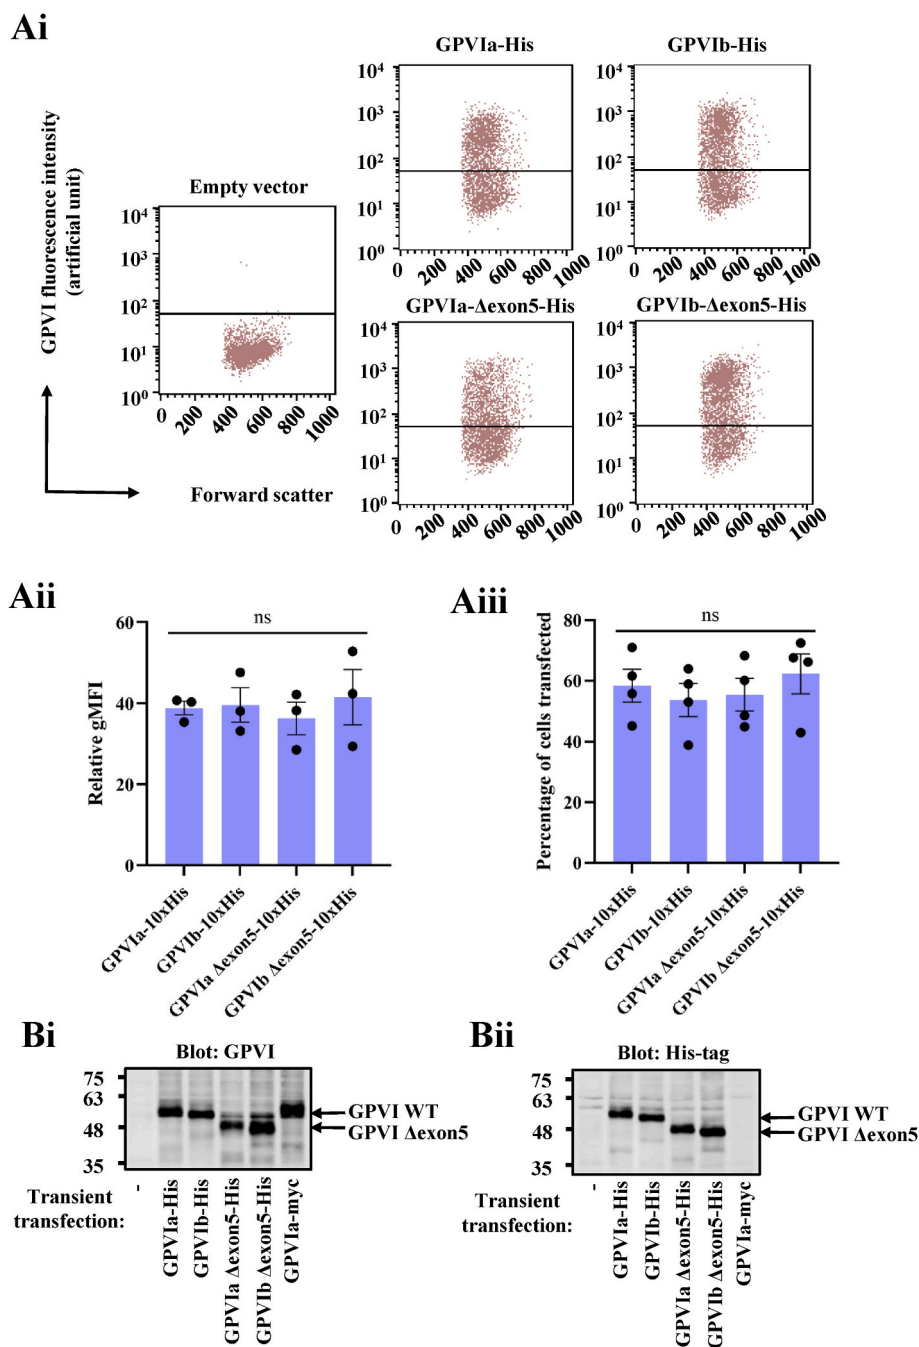 Ai
GPVI fluorescence intensity
(artificial unit)
Forward scatter
Empty vector
10⁴
10³
10²
10¹
10⁰
0 200 400 600 800 1000
GPVIa-His
10⁴
10³
10²
10¹
10⁰
0 200 400 600 800 1000
GPVIb-His
10⁴
10³
10²
10¹
10⁰
0 200 400 600 800 1000
GPVIa-Δexon5-His
10⁴
10³
10²
10¹
10⁰
0 200 400 600 800 1000
GPVIb-Δexon5-His
10⁴
10³
10²
10¹
10⁰
0 200 400 600 800 1000
Aii
Relative gMFI
60
40
20
0
ns
GPVIa-10xHis
GPVIb-10xHis
GPVIa Δexon5-10xHis
GPVIb Δexon5-10xHis
Aiii
Percentage of cells transfected
80
60
40
20
0
ns
GPVIa-10xHis
GPVIb-10xHis
GPVIa Δexon5-10xHis
GPVIb Δexon5-10xHis
Bi
Blot: GPVI
75
63
48
35
GPVI WT
GPVI Δexon5
Transient
transfection:
-
GPVIa-His
GPVIb-His
GPVIa Δexon5-His
GPVIb Δexon5-His
GPVIa-myc
Bii
Blot: His-tag
75
63
48
35
GPVI WT
GPVI Δexon5
Transient
transfection:
-
GPVIa-His
GPVIb-His
GPVIa Δexon5-His
GPVIb Δexon5-His
GPVIa-myc